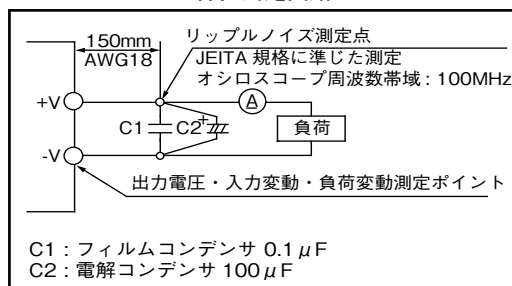 150mm
AWG18
リップルノイズ測定点
JEITA 規格に準じた測定
オシロスコープ周波数帯域:100MHz
+V
C1
C2
+
A
負荷
-V
出力電圧・入力変動・負荷変動測定ポイント
C1:フィルムコンデンサ 0.1μF
C2:電解コンデンサ 100μF